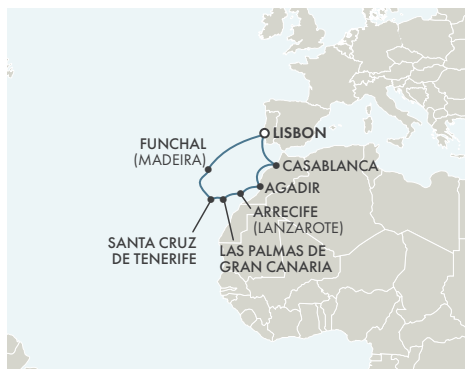 LISBON
FUNCHAL
(MADEIRA)
CASABLANCA
AGADIR
ARRECIFE
(LANZAROTE)
SANTA CRUZ
DE TENERIFE
LAS PALMAS DE
GRAN CANARIA